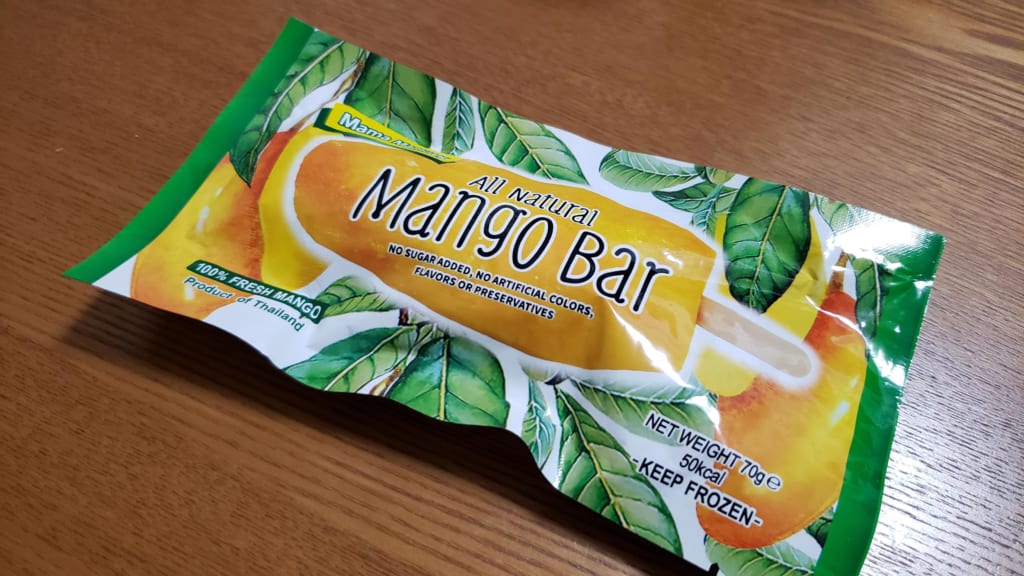 Mama M
All Natural
Mango Bar
NO SUGAR ADDED, NO ARTIFICIAL COLORS,
FLAVORS OR PRESERVATIVES
100% FRESH MANGO
Product of Thailand
NET WEIGHT 70g ℮
50kcal
-KEEP FROZEN-